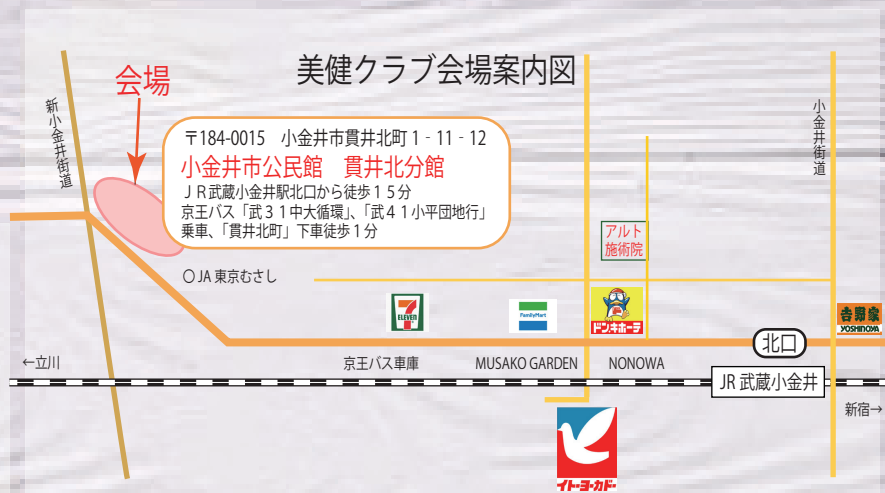 美健クラブ会場案内図
会場
新小金井街道
小金井街道
〒184-0015　小金井市貫井北町 1 - 11 - 12
小金井市公民館　貫井北分館
ＪＲ武蔵小金井駅北口から徒歩１５分
京王バス「武３１中大循環」、「武４１小平団地行」
乗車、「貫井北町」下車徒歩１分
アルト
施術院
〇 JA 東京むさし
7
ELEVEN
FamilyMart
ドン.キホーテ
吉野家
YOSHINOYA
北口
←立川
京王バス車庫
MUSAKO GARDEN
NONOWA
JR 武蔵小金井
新宿→
イトーヨーカドー